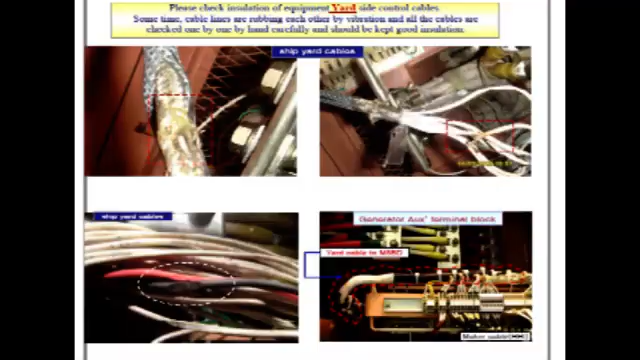 Please check insulation of equipment Yard side control cables.
Some time, cable lines are rubbing each other by vibration and all the cables are
checked one by one by hand carefully and should be kept good insulation.
ship yard cables
ship yard cables
Generator Aux' terminal block
Yard cable to MSBD
Maker cable